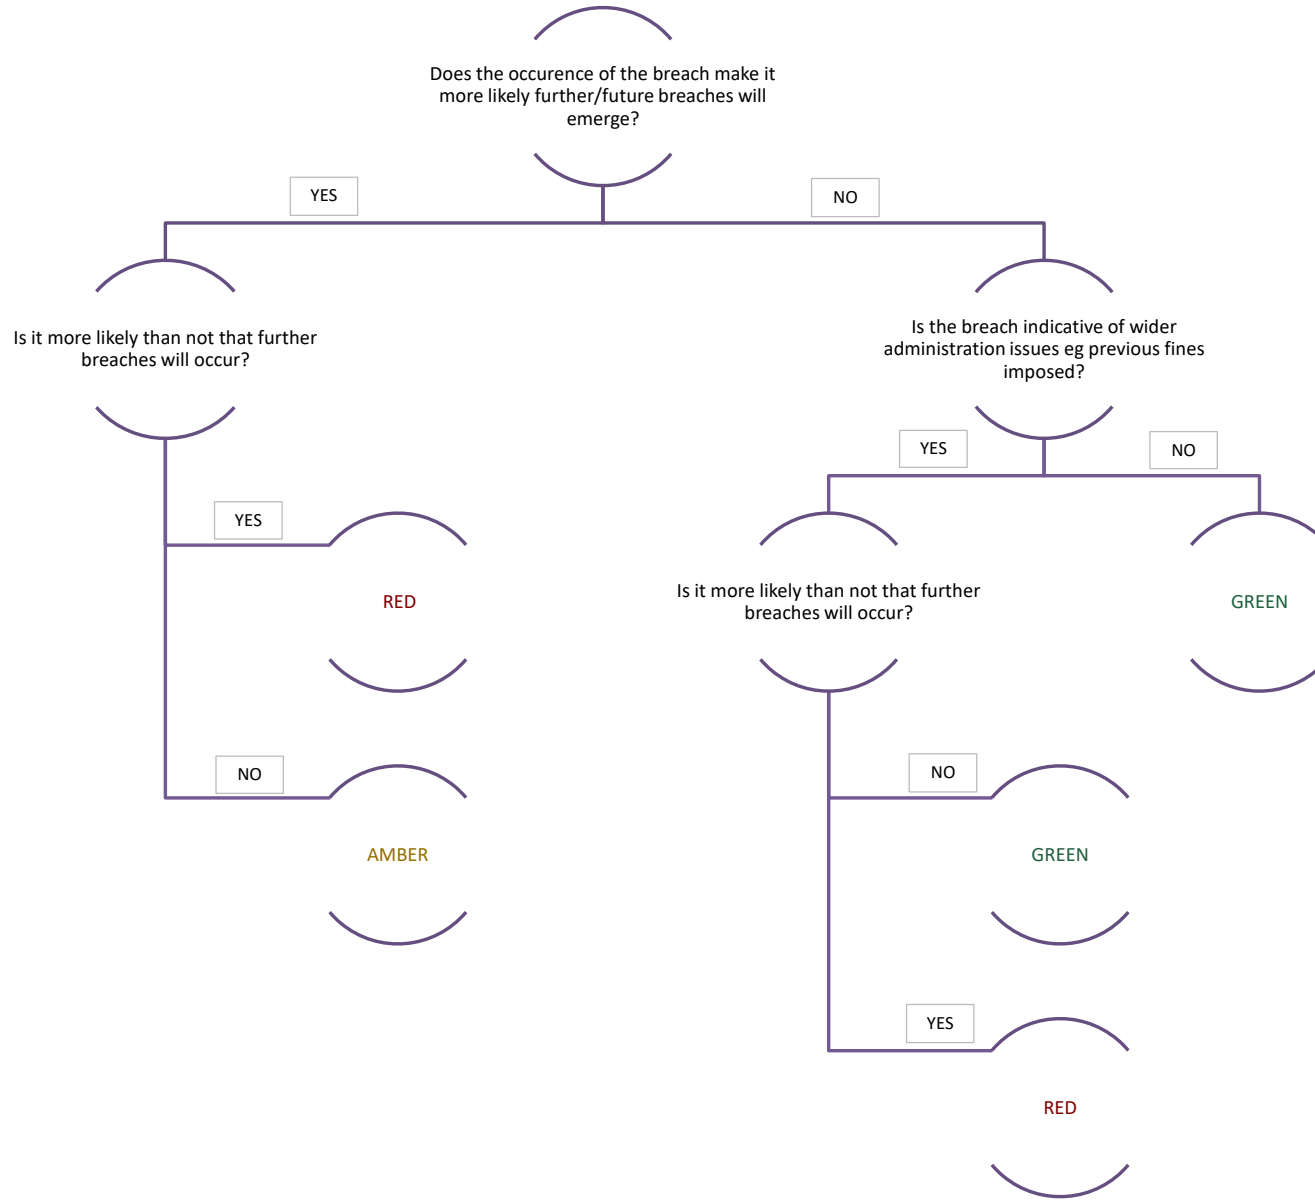 Does the occurence of the breach make it
more likely further/future breaches will
emerge?
YES
NO
Is it more likely than not that further
breaches will occur?
Is the breach indicative of wider
administration issues eg previous fines
imposed?
YES
NO
YES
RED
Is it more likely than not that further
breaches will occur?
GREEN
NO
AMBER
NO
GREEN
YES
RED